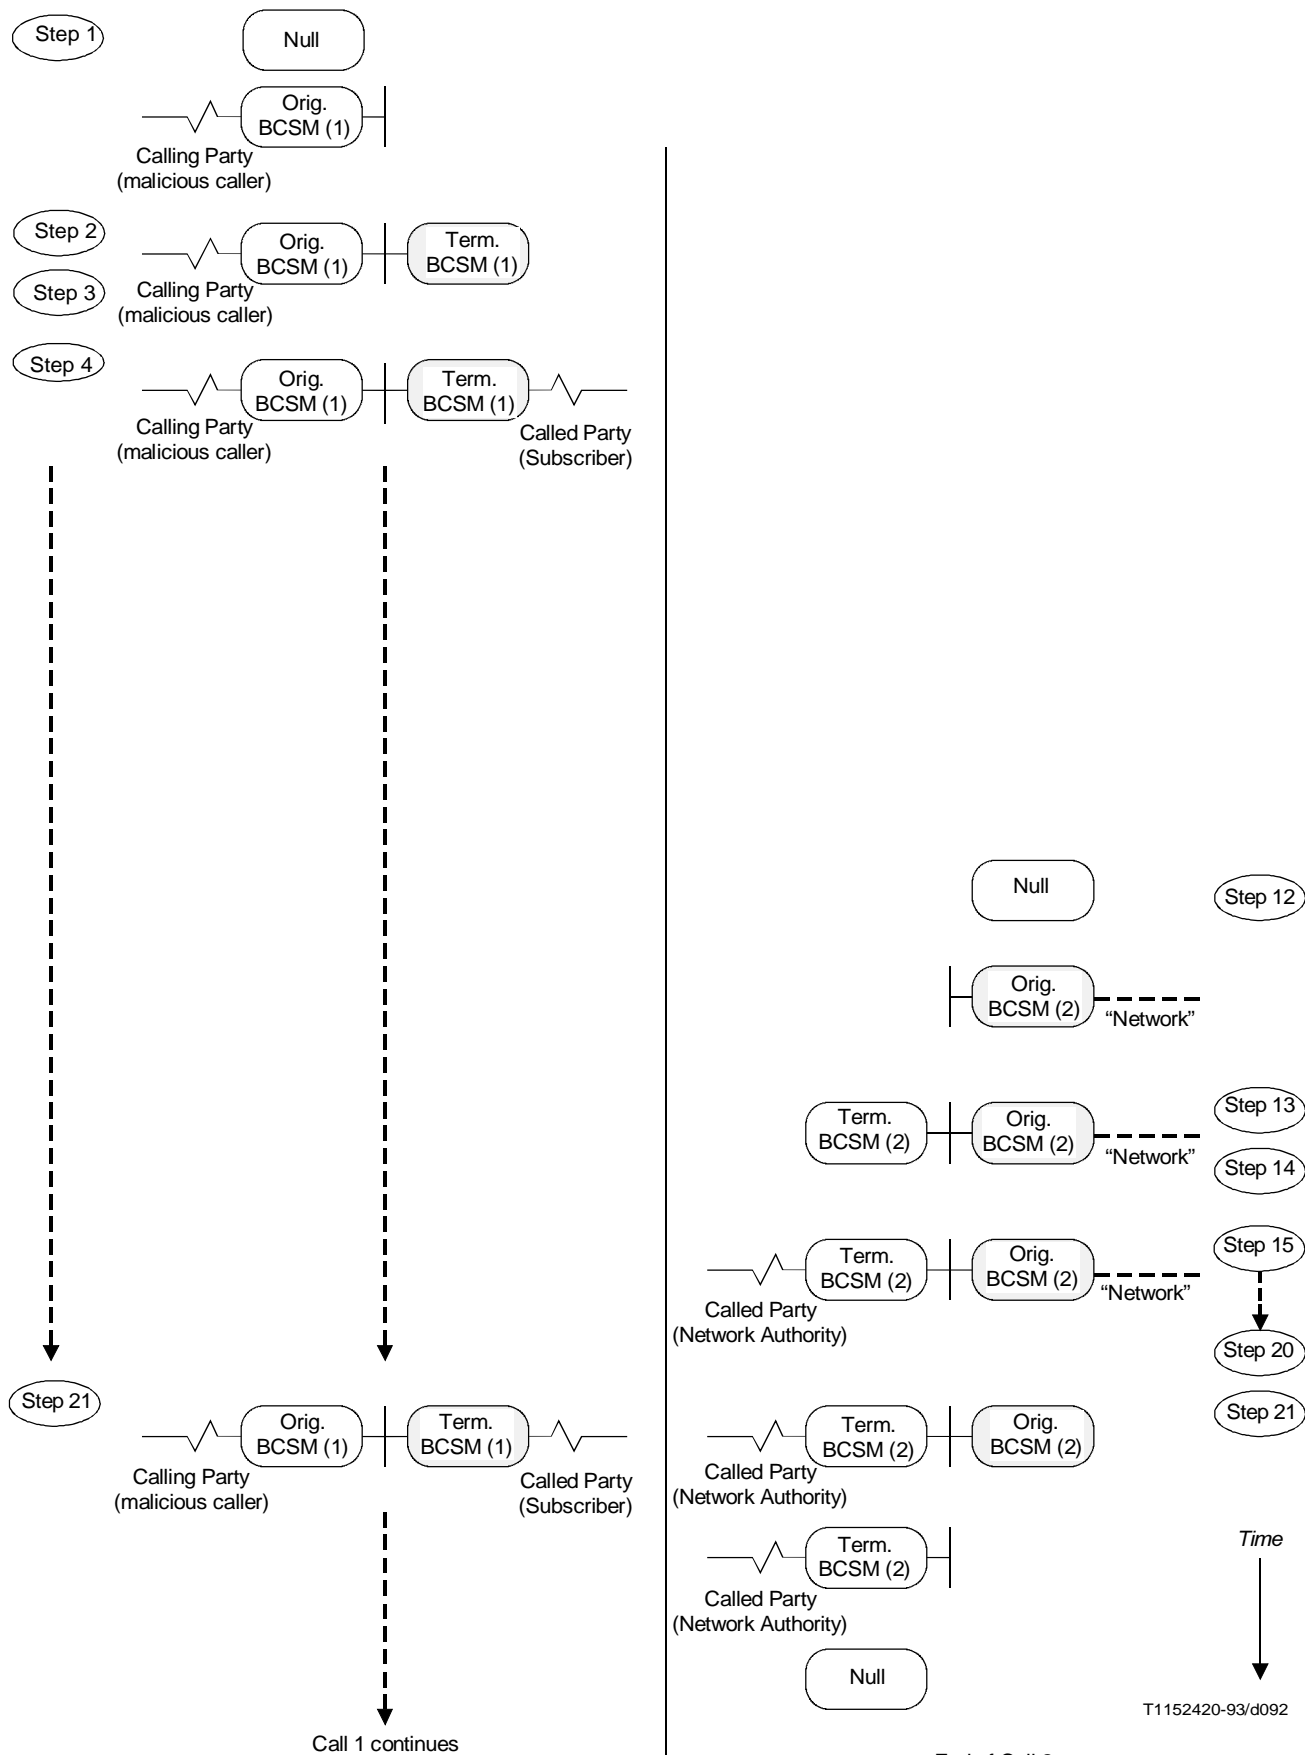 Step 1
Null
Orig.
BCSM (1)
Calling Party
(malicious caller)
Step 2
Orig.
BCSM (1)
Term.
BCSM (1)
Step 3
Calling Party
(malicious caller)
Step 4
Orig.
BCSM (1)
Term.
BCSM (1)
Calling Party
(malicious caller)
Called Party
(Subscriber)
Null
Step 12
Orig.
BCSM (2)
“Network”
Term.
BCSM (2)
Orig.
BCSM (2)
“Network”
Step 13
Step 14
Term.
BCSM (2)
Orig.
BCSM (2)
“Network”
Step 15
Called Party
(Network Authority)
Step 20
Step 21
Orig.
BCSM (1)
Term.
BCSM (1)
Calling Party
(malicious caller)
Called Party
(Subscriber)
Term.
BCSM (2)
Orig.
BCSM (2)
Step 21
Called Party
(Network Authority)
Term.
BCSM (2)
Called Party
(Network Authority)
Time
Null
T1152420-93/d092
Call 1 continues